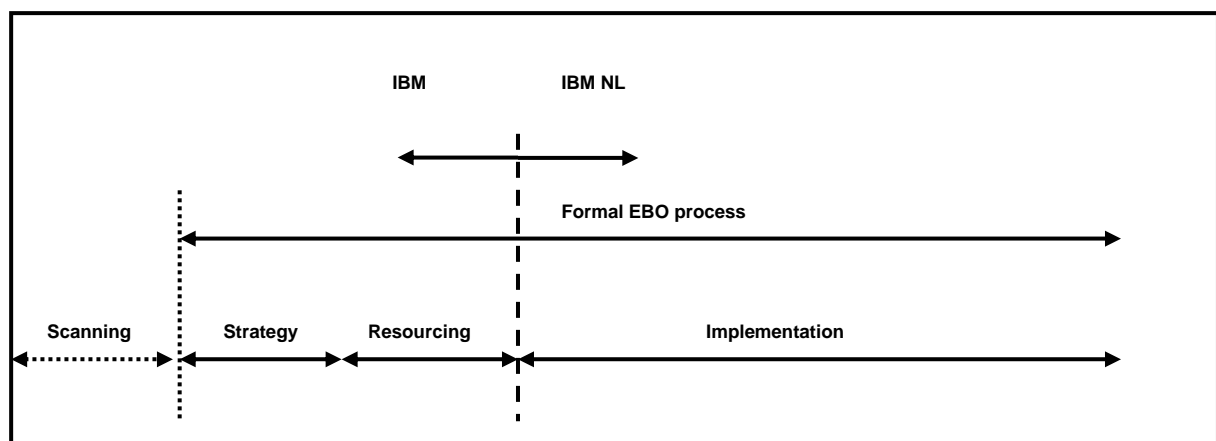 IBM IBM NL
Formal EBO process
Scanning Strategy Resourcing Implementation